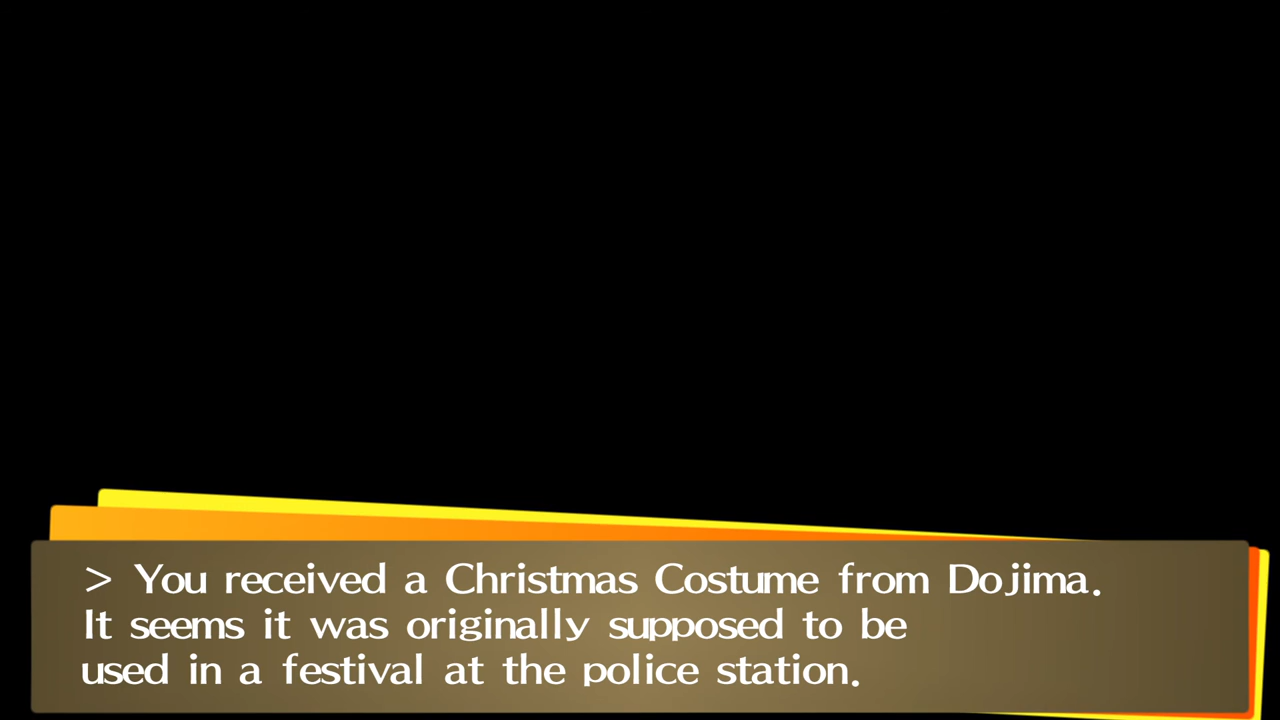 > You received a Christmas Costume from Dojima.
It seems it was originally supposed to be
used in a festival at the police station.